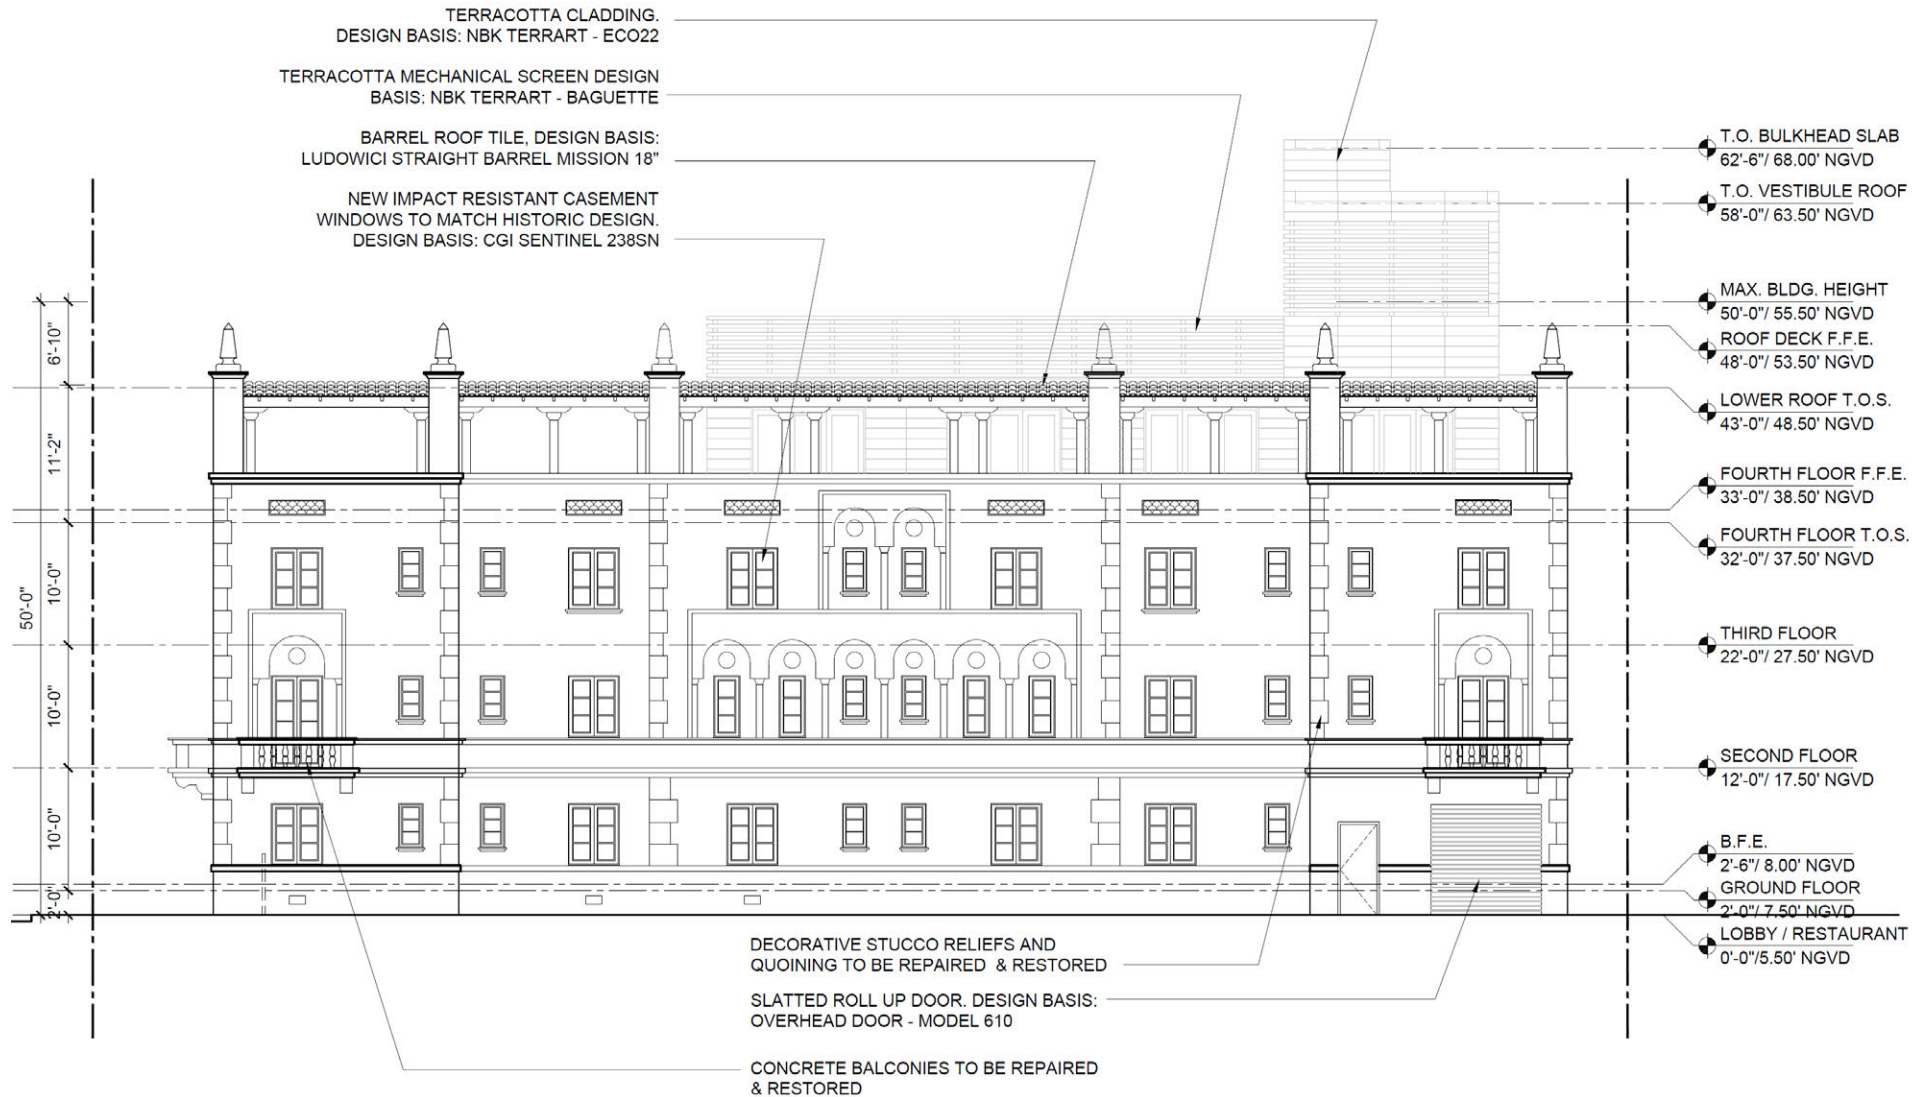 TERRACOTTA CLADDING.
DESIGN BASIS: NBK TERRART - ECO22
TERRACOTTA MECHANICAL SCREEN DESIGN
BASIS: NBK TERRART - BAGUETTE
BARREL ROOF TILE, DESIGN BASIS:
LUDOWICI STRAIGHT BARREL MISSION 18"
NEW IMPACT RESISTANT CASEMENT
WINDOWS TO MATCH HISTORIC DESIGN.
DESIGN BASIS: CGI SENTINEL 238SN
T.O. BULKHEAD SLAB
62'-6"/ 68.00' NGVD
T.O. VESTIBULE ROOF
58'-0"/ 63.50' NGVD
MAX. BLDG. HEIGHT
50'-0"/ 55.50' NGVD
ROOF DECK F.F.E.
48'-0"/ 53.50' NGVD
LOWER ROOF T.O.S.
43'-0"/ 48.50' NGVD
FOURTH FLOOR F.F.E.
33'-0"/ 38.50' NGVD
FOURTH FLOOR T.O.S.
32'-0"/ 37.50' NGVD
THIRD FLOOR
22'-0"/ 27.50' NGVD
SECOND FLOOR
12'-0"/ 17.50' NGVD
B.F.E.
2'-6"/ 8.00' NGVD
GROUND FLOOR
2'-0"/ 7.50' NGVD
LOBBY / RESTAURANT
0'-0"/5.50' NGVD
50'-0"
6'-10"
11'-2"
10'-0"
10'-0"
10'-0"
2'-0"
DECORATIVE STUCCO RELIEFS AND
QUOINING TO BE REPAIRED & RESTORED
SLATTED ROLL UP DOOR. DESIGN BASIS:
OVERHEAD DOOR - MODEL 610
CONCRETE BALCONIES TO BE REPAIRED
& RESTORED